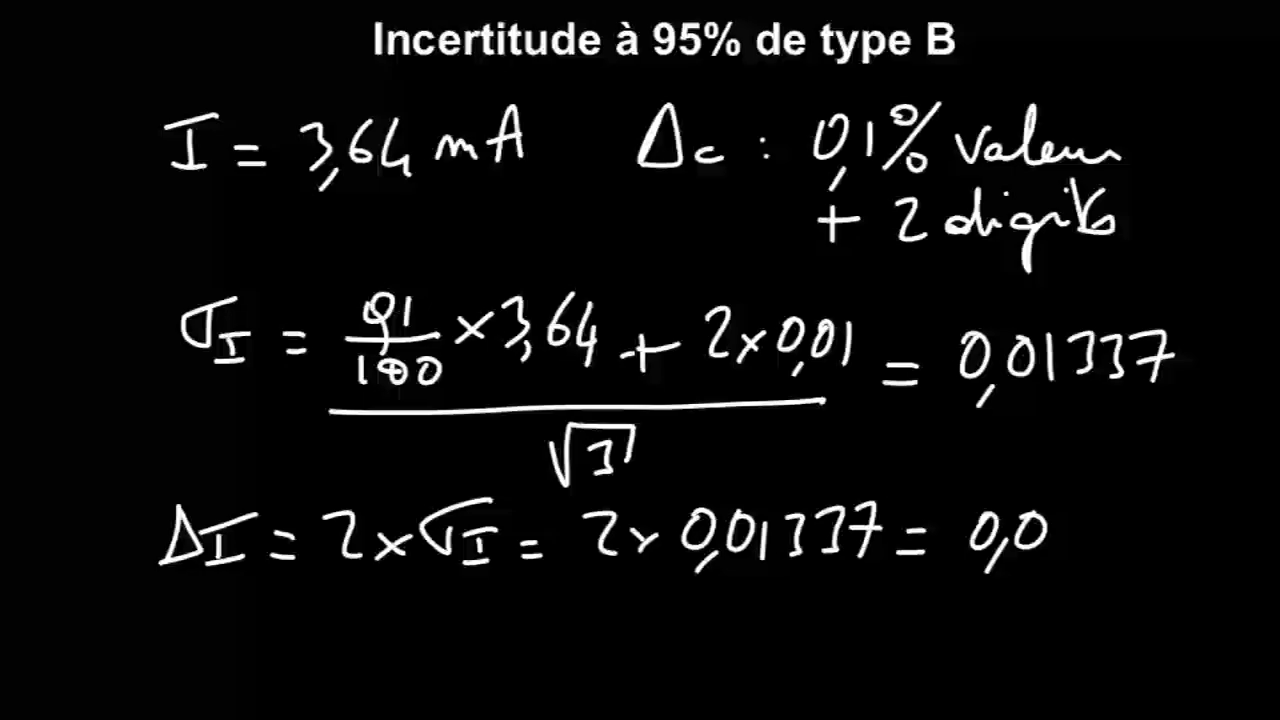 Incertitude à 95% de type B
I = 3,64 mA Δc : 0,1% valeur
+ 2 digits
σI = 0,1/100 × 3,64 + 2×0,01 / √3 = 0,01337
ΔI = 2 × σI = 2 × 0,01337 = 0,0